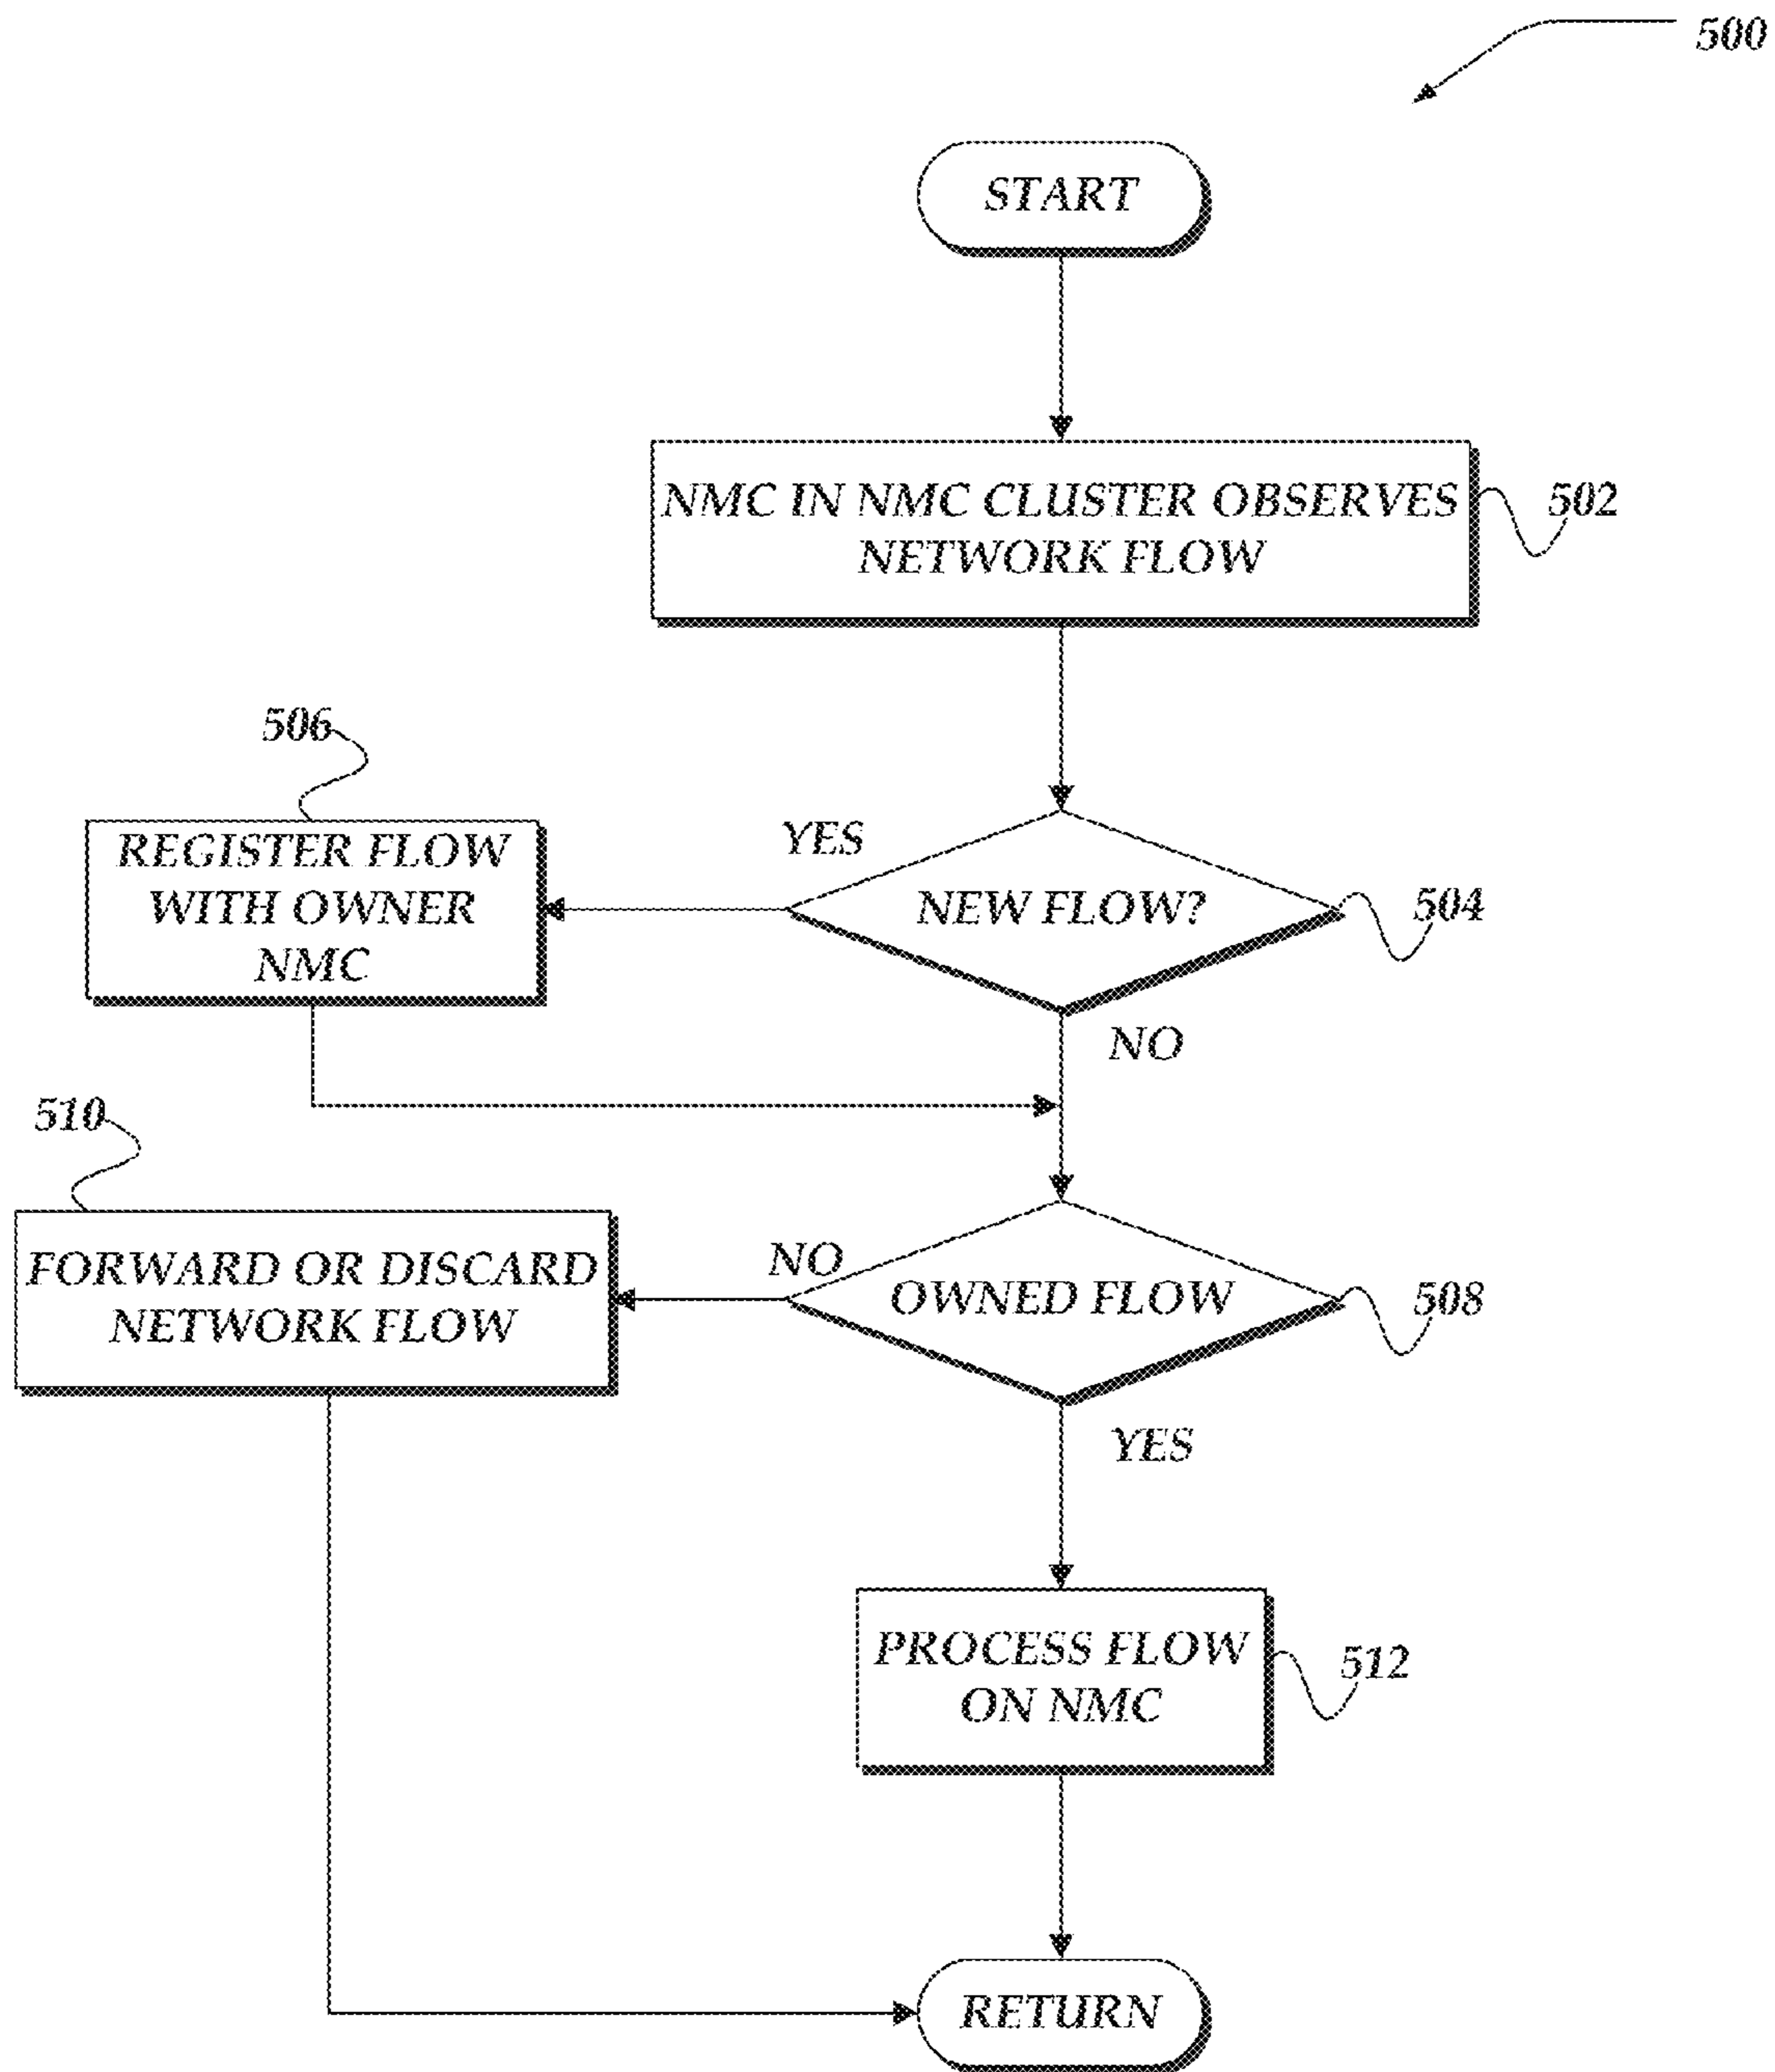 500
START
NMC IN NMC CLUSTER OBSERVES
NETWORK FLOW
502
506
REGISTER FLOW
WITH OWNER
NMC
YES
NEW FLOW?
504
NO
510
FORWARD OR DISCARD
NETWORK FLOW
NO
OWNED FLOW
508
YES
PROCESS FLOW
ON NMC
512
RETURN